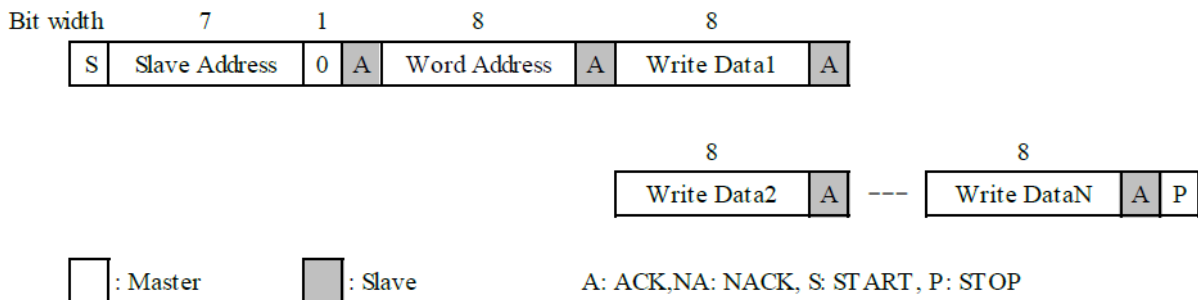 Bit width 7 1 8 8
S Slave Address 0 A Word Address A Write Data1 A
8 8
Write Data2 A --- Write DataN A P
: Master : Slave A: ACK,NA: NACK, S: START, P: STOP